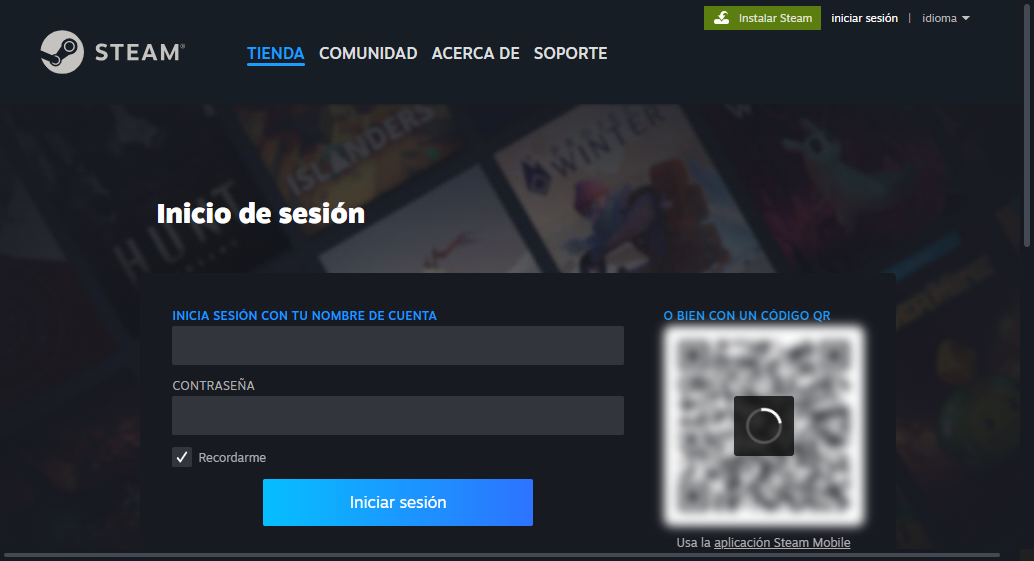 Instalar Steam
iniciar sesión | idioma
STEAM®
TIENDA COMUNIDAD ACERCA DE SOPORTE
ISLANDERS
WINTER
HUNT
Inicio de sesión
INICIA SESIÓN CON TU NOMBRE DE CUENTA
O BIEN CON UN CÓDIGO QR
CONTRASEÑA
Recordarme
Iniciar sesión
Usa la aplicación Steam Mobile